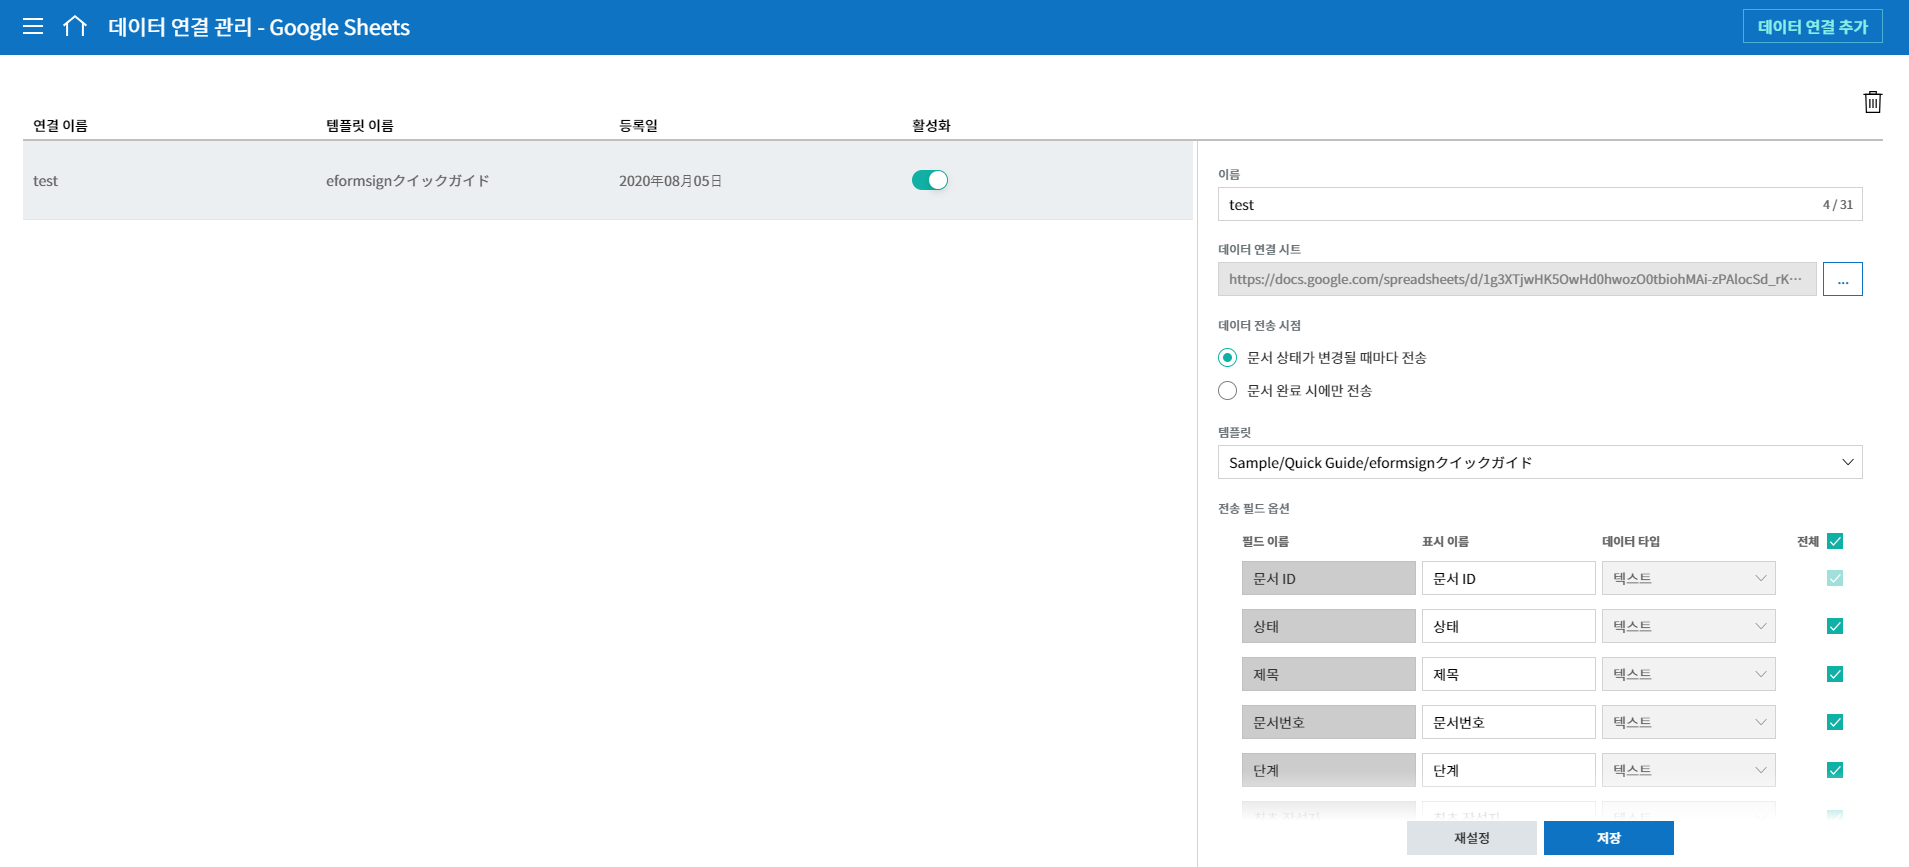 데이터 연결 관리 - Google Sheets
데이터 연결 추가
연결 이름 템플릿 이름 등록일 활성화
test eformsignクイックガイド 2020年08月05日
이름
test 4 / 31
데이터 연결 시트
https://docs.google.com/spreadsheets/d/1g3XTjwHK5OwHd0hwozO0tbiohMAi-zPAlocSd_rK··· ...
데이터 전송 시점
문서 상태가 변경될 때마다 전송
문서 완료 시에만 전송
템플릿
Sample/Quick Guide/eformsignクイックガイド
전송 필드 옵션
필드 이름 표시 이름 데이터 타입 전체
문서 ID 문서 ID 텍스트
상태 상태 텍스트
제목 제목 텍스트
문서번호 문서번호 텍스트
단계 단계 텍스트
재설정 저장